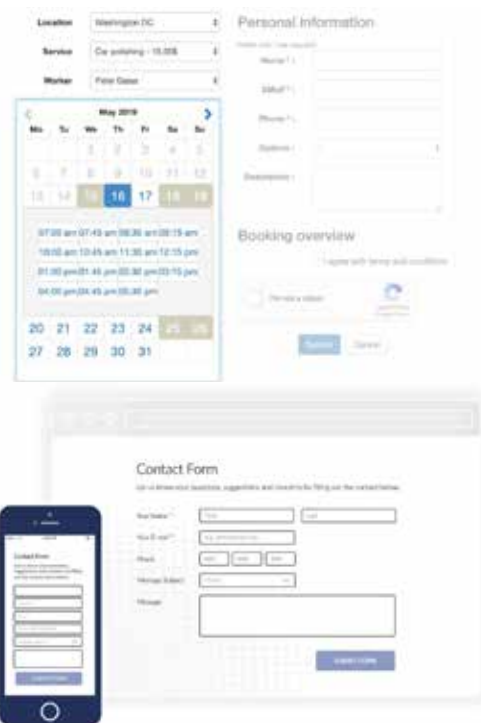 Location Washington DC
Service Car polishing - 10.00$
Worker
May 2019
Mo Tu We Th Fr Sa Su
1 2 3 4 5
6 7 8 9 10 11 12
13 14 15 16 17 18 19
07:00 am 07:45 am 08:30 am 09:15 am
10:00 am 10:45 am 11:30 am 12:15 pm
01:00 pm 01:45 pm 02:30 pm 03:15 pm
04:00 pm 04:45 pm 05:30 pm
20 21 22 23 24 25 26
27 28 29 30 31
Personal Information
Name * :
EMail * :
Phone * :
Options :
Description :
Booking overview
I agree with terms and conditions
I'm not a robot
Submit Cancel
Contact Form
Your Name *
Your E-mail *
Phone
Message Subject
Message
SUBMIT FORM
Contact Form
SUBMIT FORM